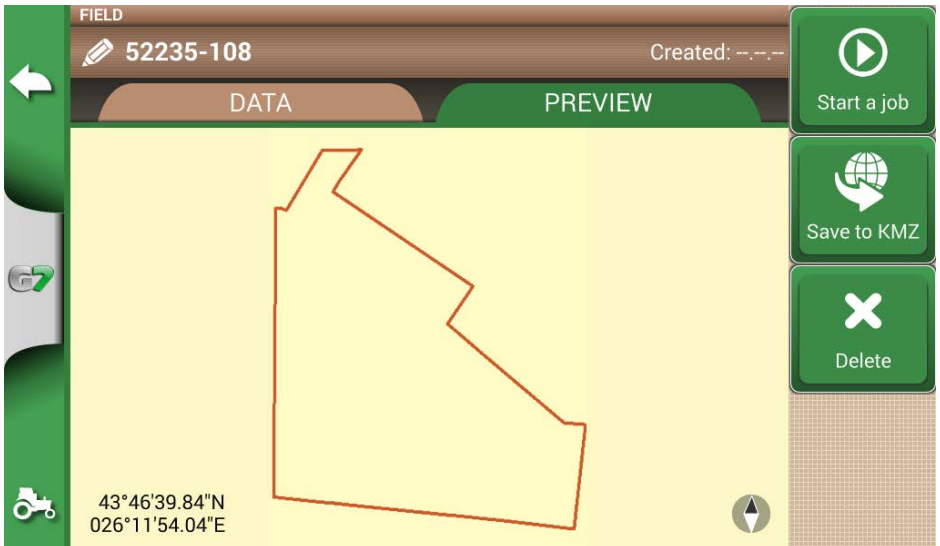 FIELD
52235-108
Created: --.--.--
DATA
PREVIEW
Start a job
Save to KMZ
Delete
G7
43°46'39.84"N
026°11'54.04"E